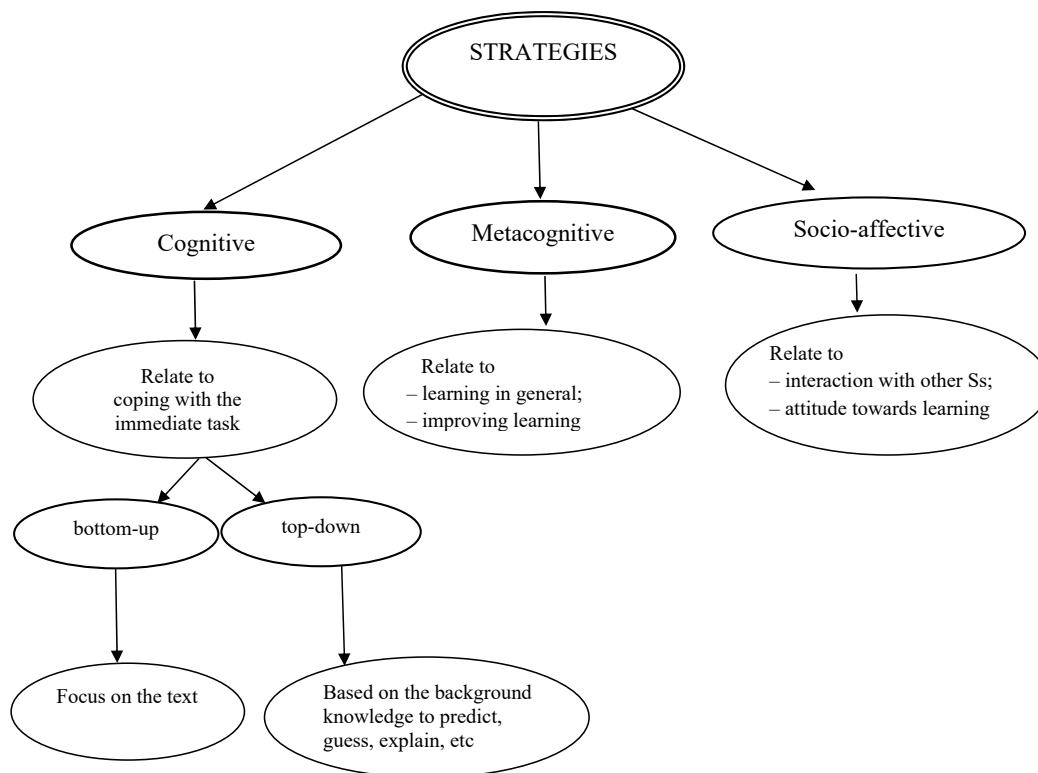 STRATEGIES
Cognitive
Metacognitive
Socio-affective
Relate to
coping with the
immediate task
Relate to
– learning in general;
– improving learning
Relate to
– interaction with other Ss;
– attitude towards learning
bottom-up
top-down
Focus on the text
Based on the background
knowledge to predict,
guess, explain, etc